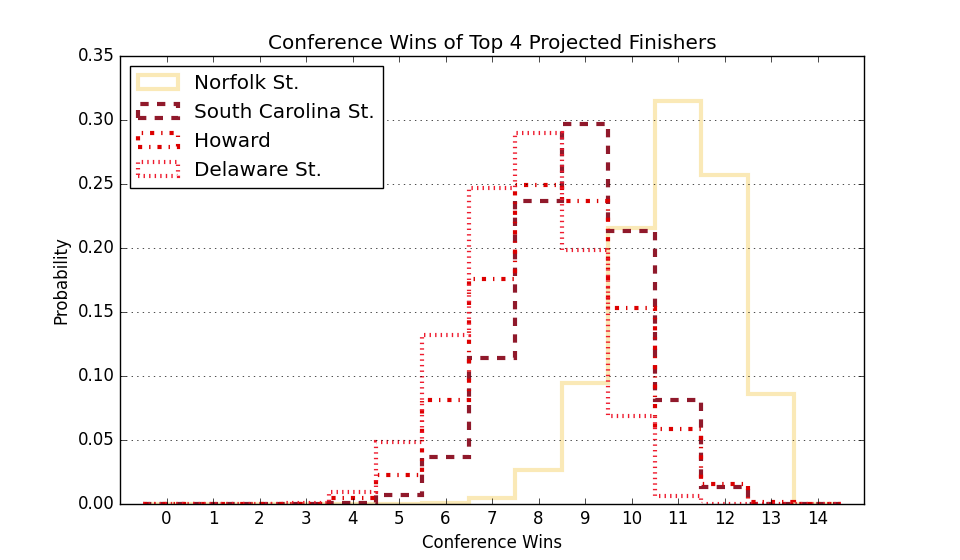 Conference Wins of Top 4 Projected Finishers
0.35
0.30
0.25
0.20
0.15
0.10
0.05
0.00
Probability
Norfolk St.
South Carolina St.
Howard
Delaware St.
0 1 2 3 4 5 6 7 8 9 10 11 12 13 14
Conference Wins